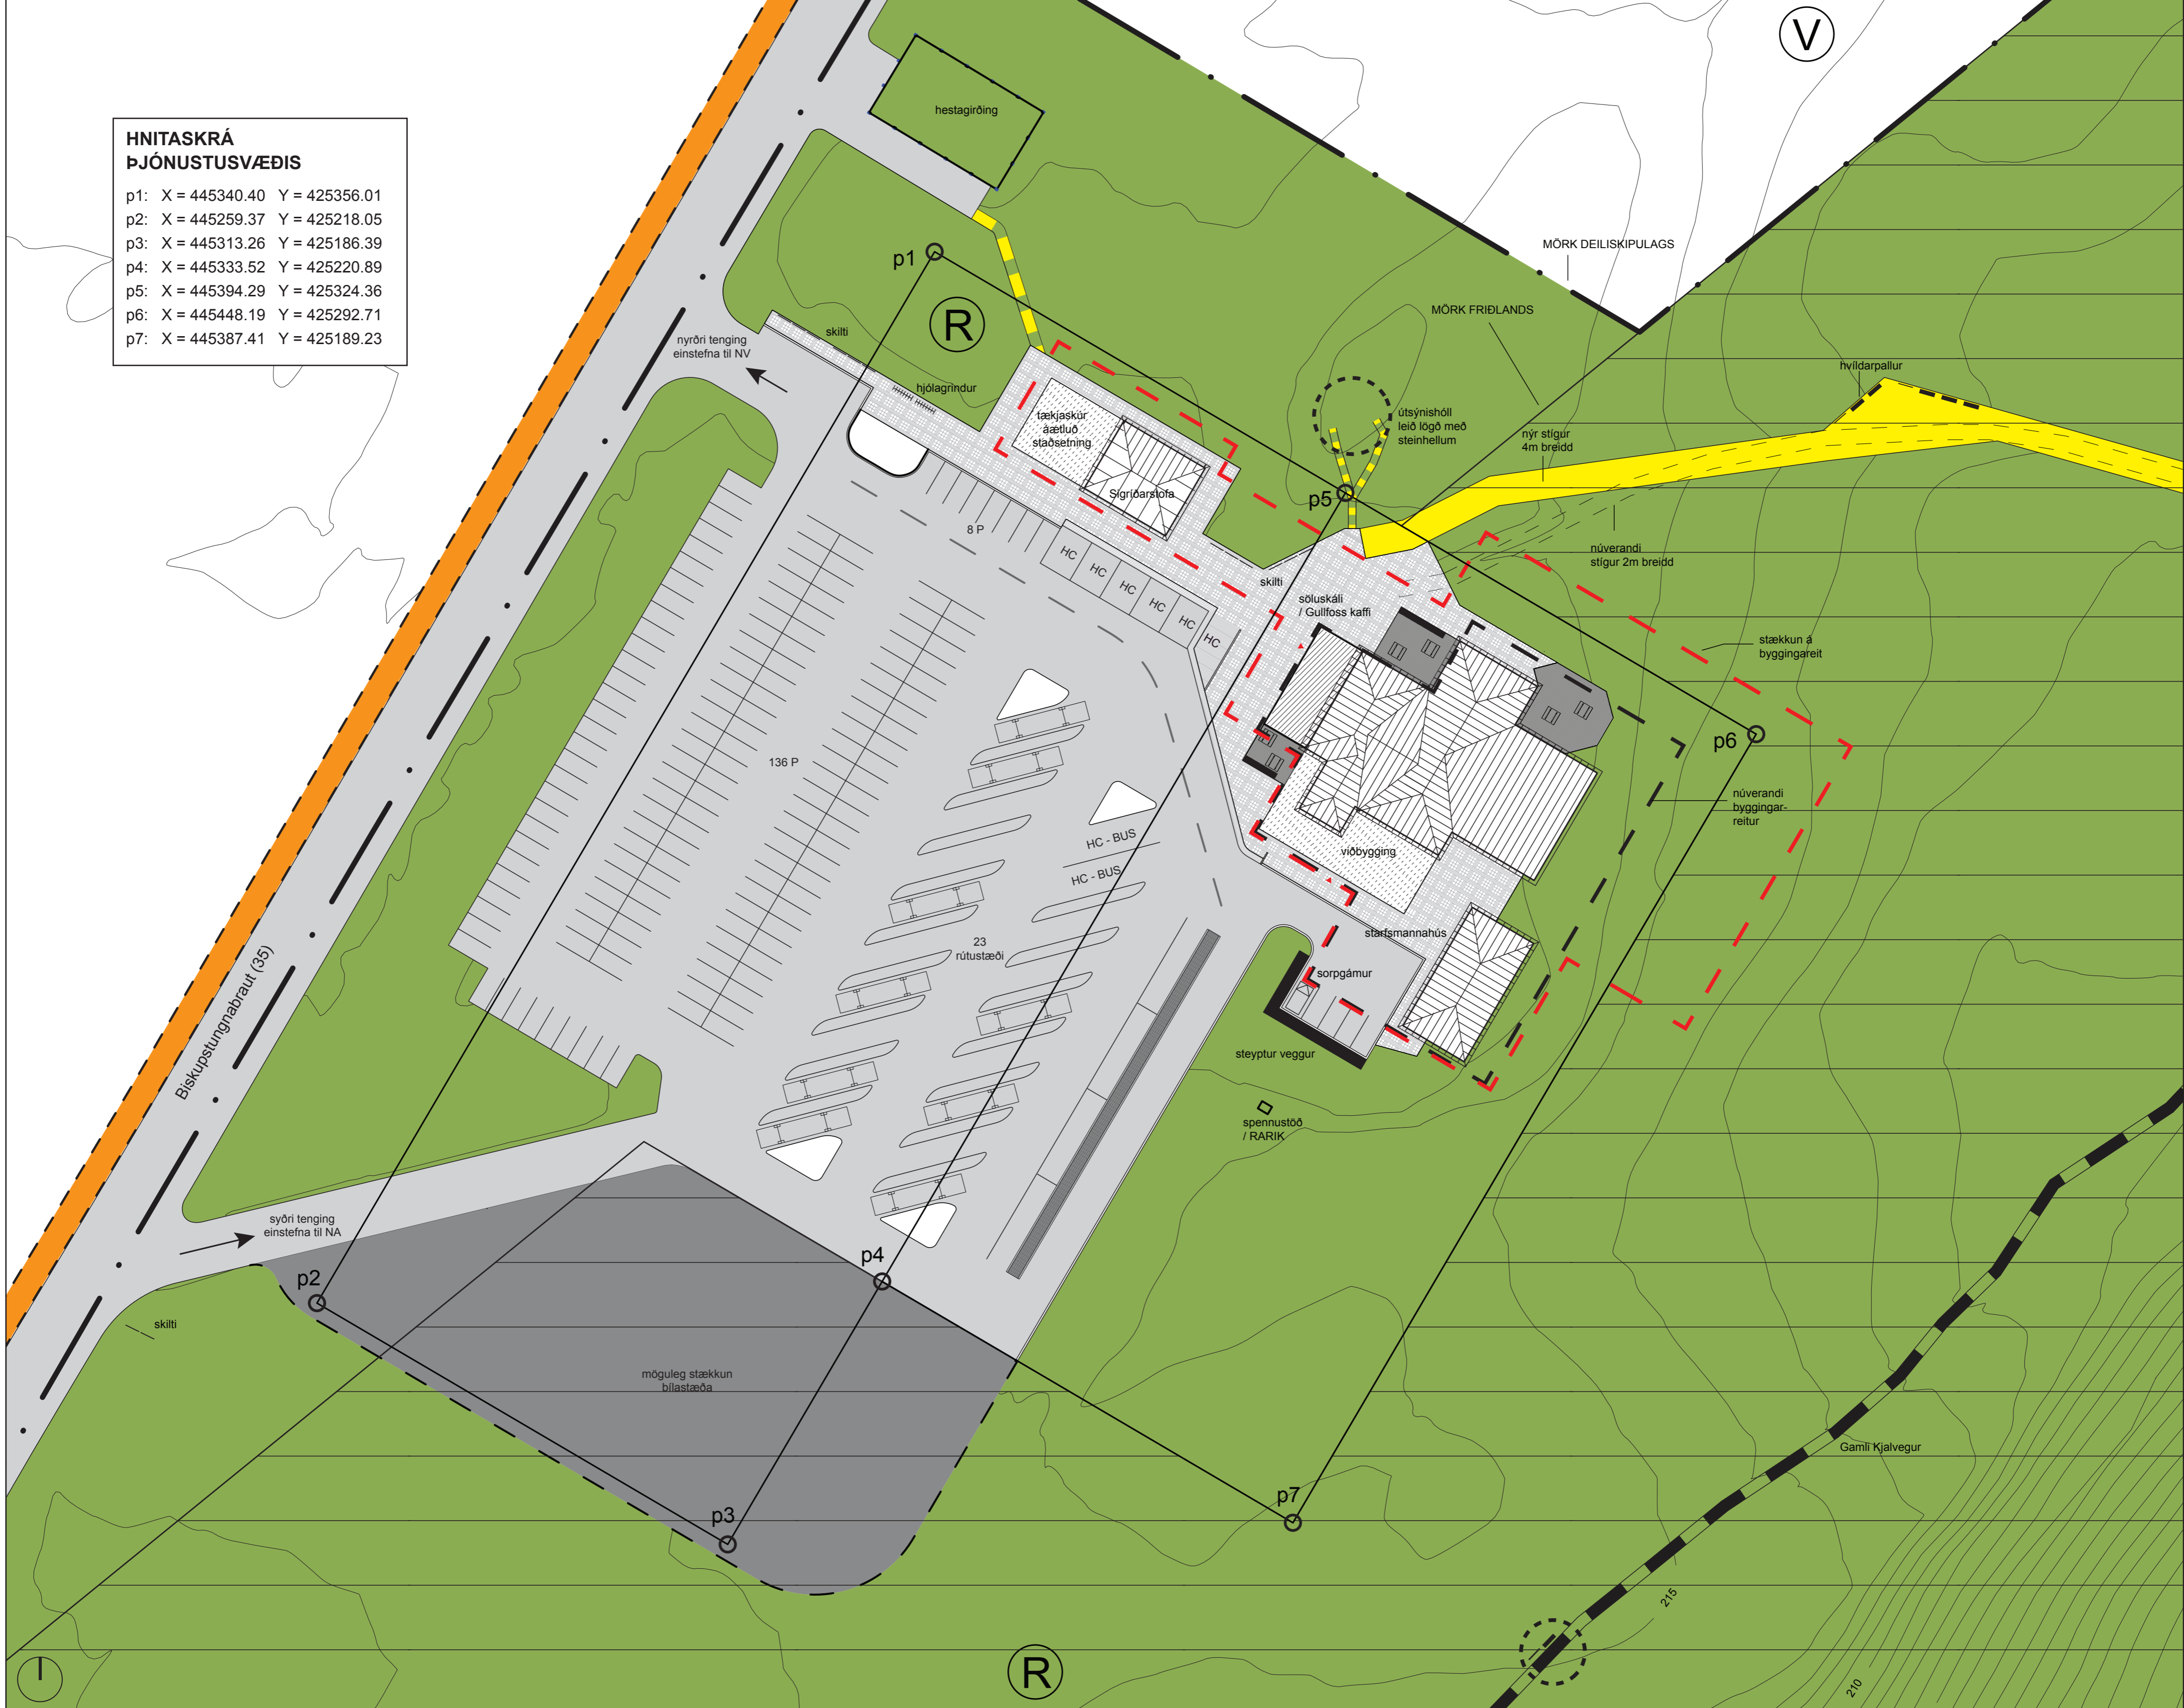 HNITASKRÁ
ÞJÓNUSTUSVÆÐIS
p1: X = 445340.40 Y = 425356.01
p2: X = 445259.37 Y = 425218.05
p3: X = 445313.26 Y = 425186.39
p4: X = 445333.52 Y = 425220.89
p5: X = 445394.29 Y = 425324.36
p6: X = 445448.19 Y = 425292.71
p7: X = 445387.41 Y = 425189.23
V
hestagirðing
p1
R
MÖRK DEILISKIPULAGS
MÖRK FRIÐLANDS
skilti
nyrðri tenging
einstefna til NV
hjólagrindur
hvíldarpallur
tækjaskúr
áætluð
staðsetning
útsýnishóll
leið lögð með
steinhellum
nýr stígur
4m breidd
Sigríðarstofa
p5
8 P
HC
HC
HC
HC
HC
HC
núverandi
stígur 2m breidd
skilti
söluskáli
/ Gullfoss kaffi
stækkun á
byggingareit
p6
136 P
núverandi
byggingar-
reitur
HC - BUS
HC - BUS
viðbygging
23
rútustæði
starfsmannahús
sorpgámur
Biskupstungnabraut (35)
steyptur veggur
spennustöð
/ RARIK
syðri tenging
einstefna til NA
p4
p2
skilti
möguleg stækkun
bílastæða
Gamli Kjalvegur
p7
p3
215
R
210